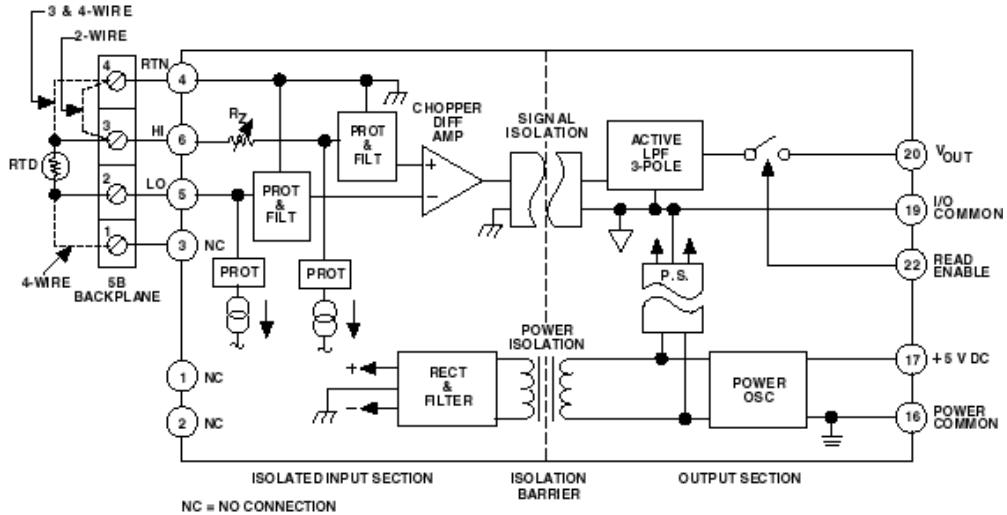 3 & 4-WIRE
2-WIRE
4
RTN
4
3
HI
6
RZ
PROT
&
FILT
CHOPPER
DIFF
AMP
SIGNAL
ISOLATION
ACTIVE
LPF
3-POLE
20
VOUT
RTD
2
LO
5
PROT
&
FILT
+
−
19
I/O
COMMON
1
3
NC
4-WIRE
5B
BACKPLANE
PROT
PROT
P.S.
22
READ
ENABLE
POWER
ISOLATION
1
NC
+
−
RECT
&
FILTER
POWER
OSC
17
+5 V DC
2
NC
16
POWER
COMMON
ISOLATED INPUT SECTION
ISOLATION
BARRIER
OUTPUT SECTION
NC = NO CONNECTION